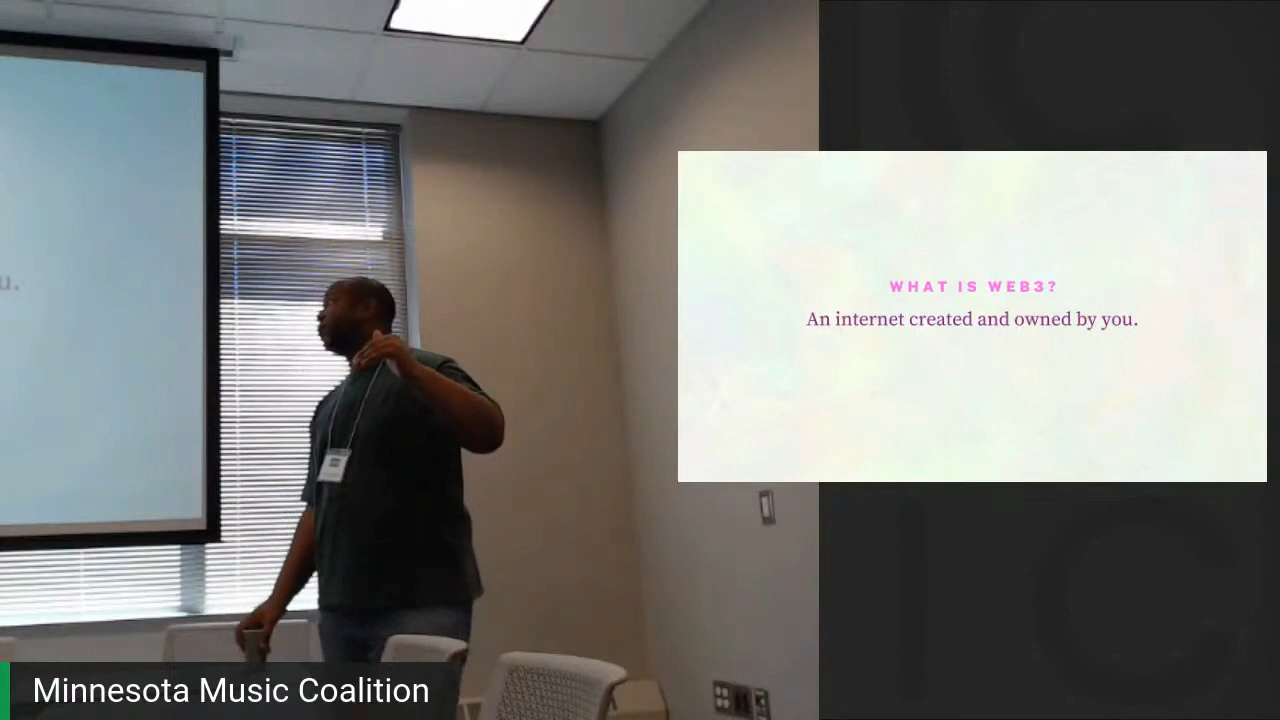 u.
WHAT IS WEB3?
An internet created and owned by you.
Minnesota Music Coalition